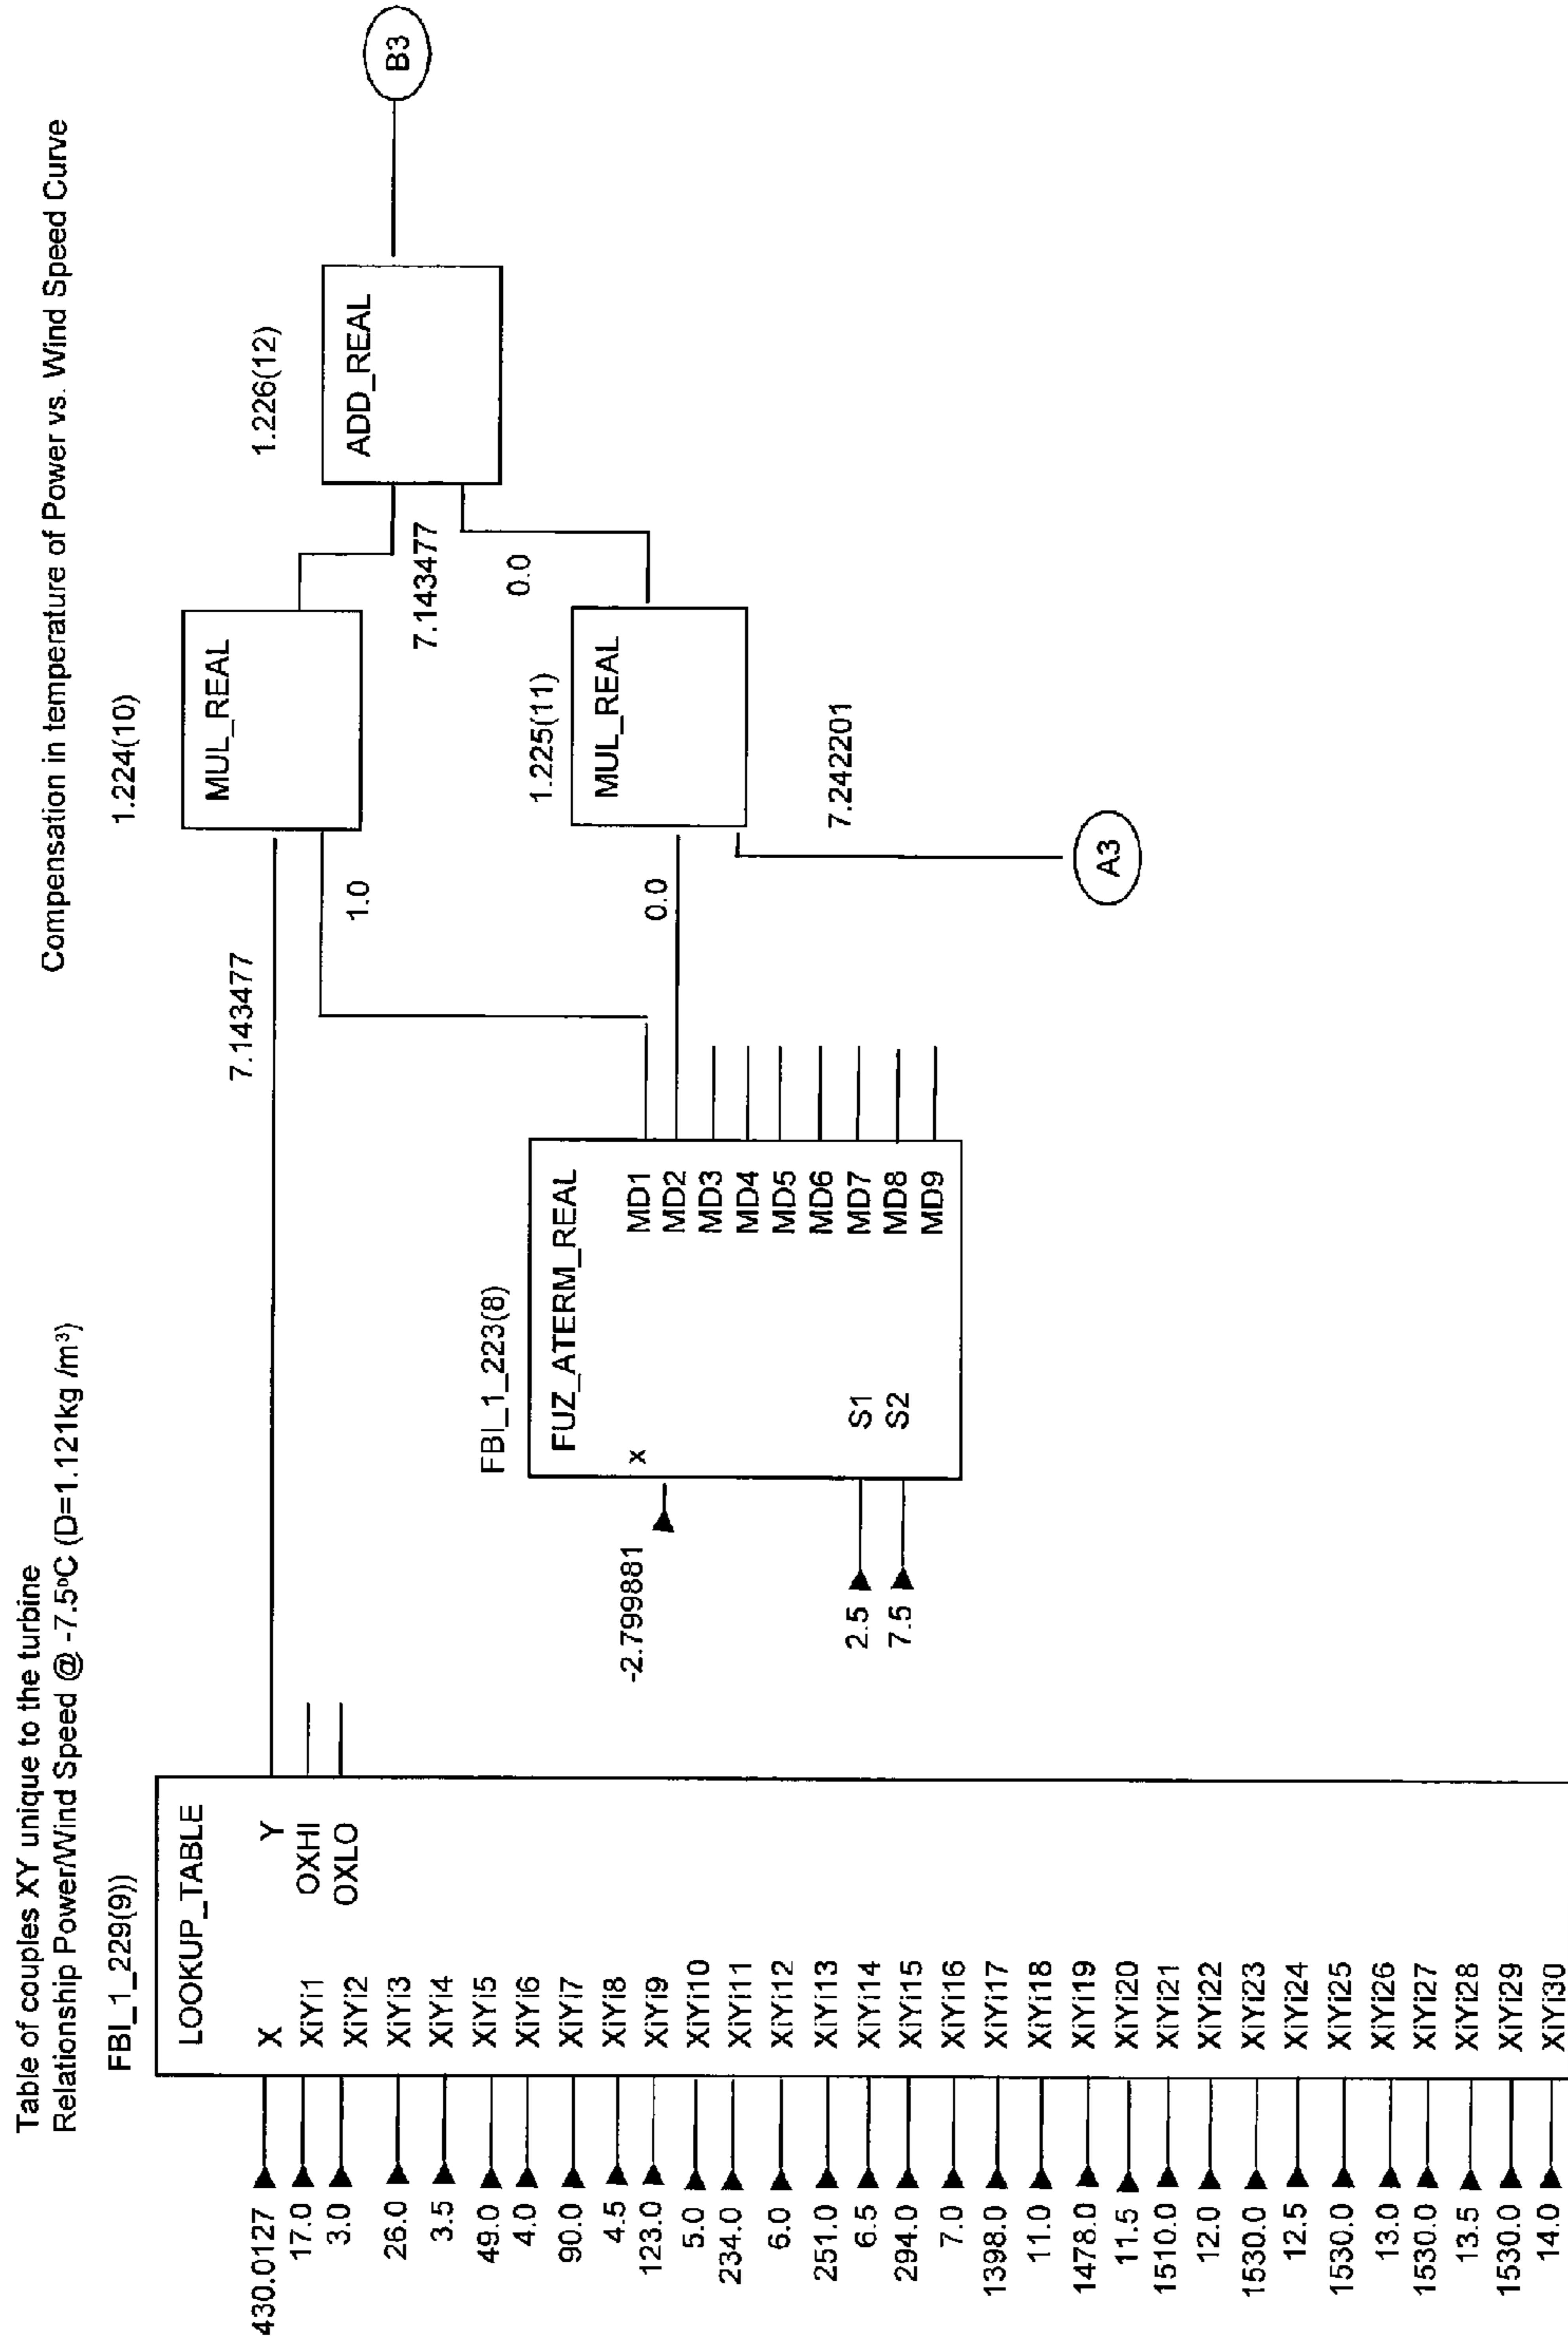 Compensation in temperature of Power vs. Wind Speed Curve
Table of couples XY unique to the turbine
Relationship Power/Wind Speed @ -7.5ºC (D=1.121kg /m³)
FBI_1_229(9))
LOOKUP_TABLE
430.0127 X Y
17.0 XiYi1 OXHI
3.0 XiYi2 OXLO
26.0 XiYi3
3.5 XiYi4
49.0 XiYi5
4.0 XiYi6
90.0 XiYi7
4.5 XiYi8
123.0 XiYi9
5.0 XiYi10
234.0 XiYi11
6.0 XiYi12
251.0 XiYi13
6.5 XiYi14
294.0 XiYi15
7.0 XiYi16
1398.0 XiYi17
11.0 XiYi18
1478.0 XiYi19
11.5 XiYi20
1510.0 XiYi21
12.0 XiYi22
1530.0 XiYi23
12.5 XiYi24
1530.0 XiYi25
13.0 XiYi26
1530.0 XiYi27
13.5 XiYi28
1530.0 XiYi29
14.0 XiYi30
FBI_1_223(8)
FUZ_ATERM_REAL
-2.799881 x MD1
MD2
MD3
MD4
MD5
MD6
2.5 S1 MD7
7.5 S2 MD8
MD9
7.143477
1.0
0.0
1.224(10)
MUL_REAL
1.225(11)
MUL_REAL
7.242201
A3
7.143477
0.0
1.226(12)
ADD_REAL
B3